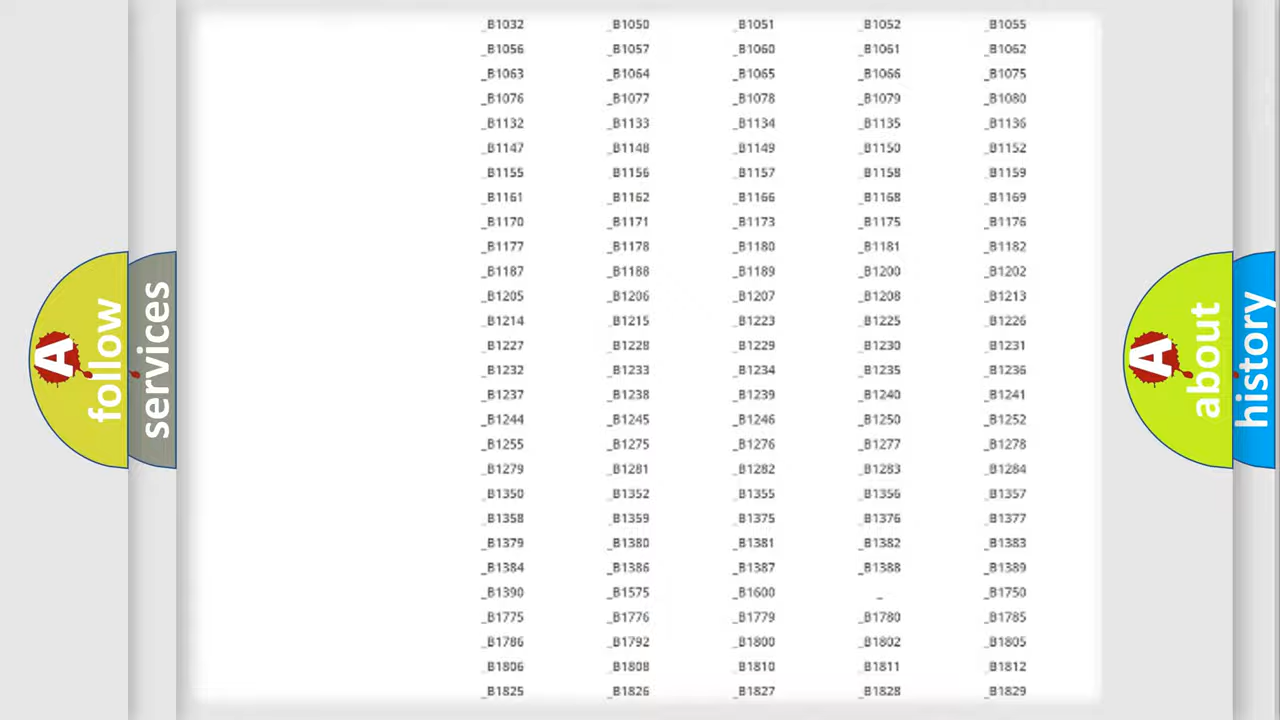 _B1032 _B1050 _B1051 _B1052 _B1055
_B1056 _B1057 _B1060 _B1061 _B1062
_B1063 _B1064 _B1065 _B1066 _B1075
_B1076 _B1077 _B1078 _B1079 _B1080
_B1132 _B1133 _B1134 _B1135 _B1136
_B1147 _B1148 _B1149 _B1150 _B1152
_B1155 _B1156 _B1157 _B1158 _B1159
_B1161 _B1162 _B1166 _B1168 _B1169
_B1170 _B1171 _B1173 _B1175 _B1176
_B1177 _B1178 _B1180 _B1181 _B1182
_B1187 _B1188 _B1189 _B1200 _B1202
_B1205 _B1206 _B1207 _B1208 _B1213
_B1214 _B1215 _B1223 _B1225 _B1226
_B1227 _B1228 _B1229 _B1230 _B1231
_B1232 _B1233 _B1234 _B1235 _B1236
_B1237 _B1238 _B1239 _B1240 _B1241
_B1244 _B1245 _B1246 _B1250 _B1252
_B1255 _B1275 _B1276 _B1277 _B1278
_B1279 _B1281 _B1282 _B1283 _B1284
_B1350 _B1352 _B1355 _B1356 _B1357
_B1358 _B1359 _B1375 _B1376 _B1377
_B1379 _B1380 _B1381 _B1382 _B1383
_B1384 _B1386 _B1387 _B1388 _B1389
_B1390 _B1575 _B1600 _ _B1750
_B1775 _B1776 _B1779 _B1780 _B1785
_B1786 _B1792 _B1800 _B1802 _B1805
_B1806 _B1808 _B1810 _B1811 _B1812
_B1825 _B1826 _B1827 _B1828 _B1829
A follow
services
A about
history